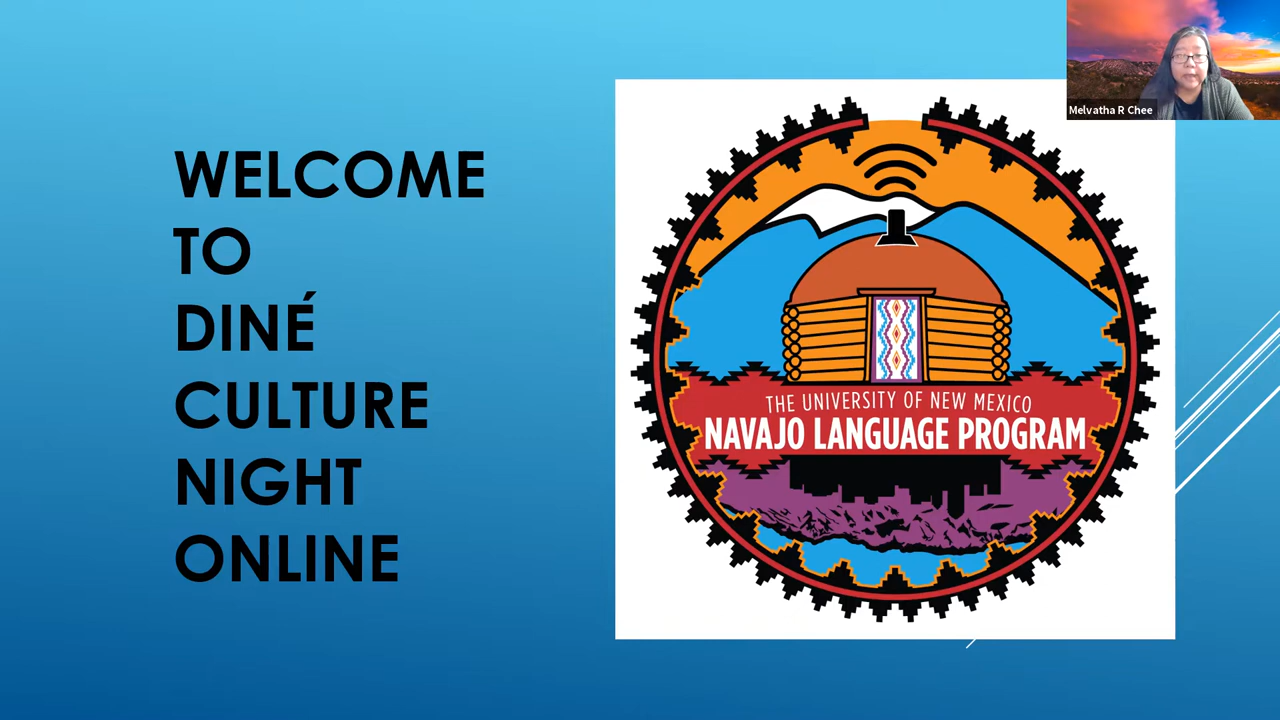 WELCOME
TO
DINÉ
CULTURE
NIGHT
ONLINE
THE UNIVERSITY OF NEW MEXICO
NAVAJO LANGUAGE PROGRAM
Melvatha R Chee